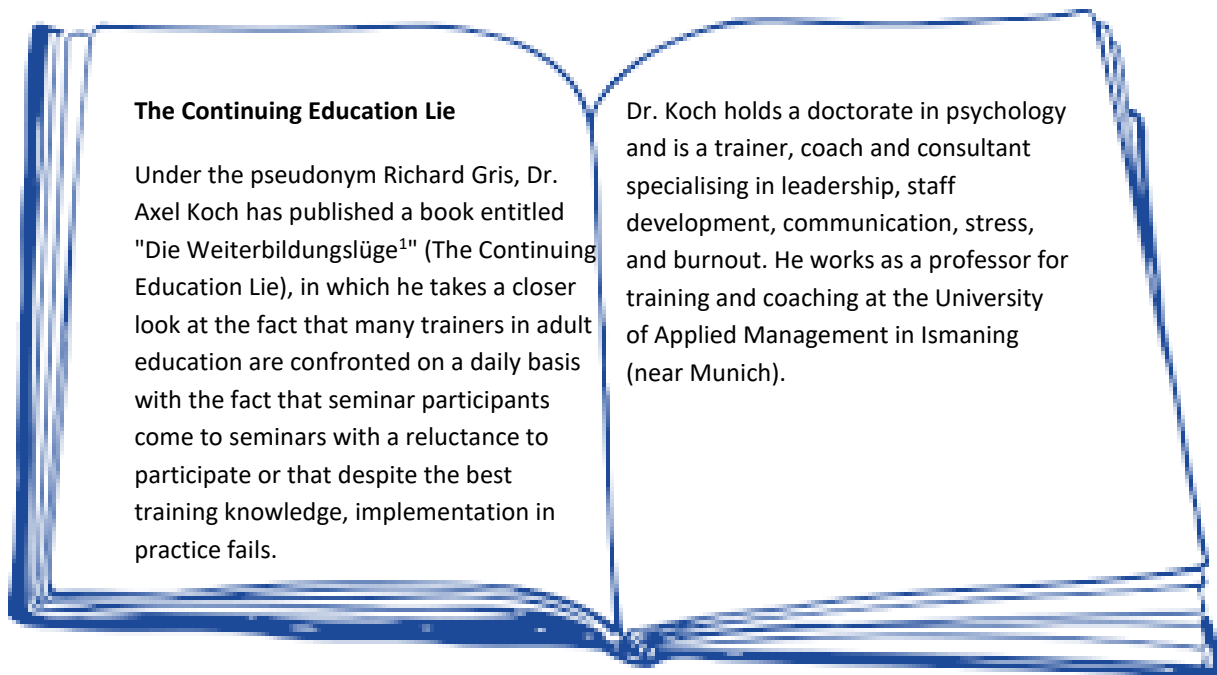 The Continuing Education Lie
Under the pseudonym Richard Gris, Dr.
Axel Koch has published a book entitled
"Die Weiterbildungslüge¹" (The Continuing
Education Lie), in which he takes a closer
look at the fact that many trainers in adult
education are confronted on a daily basis
with the fact that seminar participants
come to seminars with a reluctance to
participate or that despite the best
training knowledge, implementation in
practice fails.
Dr. Koch holds a doctorate in psychology
and is a trainer, coach and consultant
specialising in leadership, staff
development, communication, stress,
and burnout. He works as a professor for
training and coaching at the University
of Applied Management in Ismaning
(near Munich).